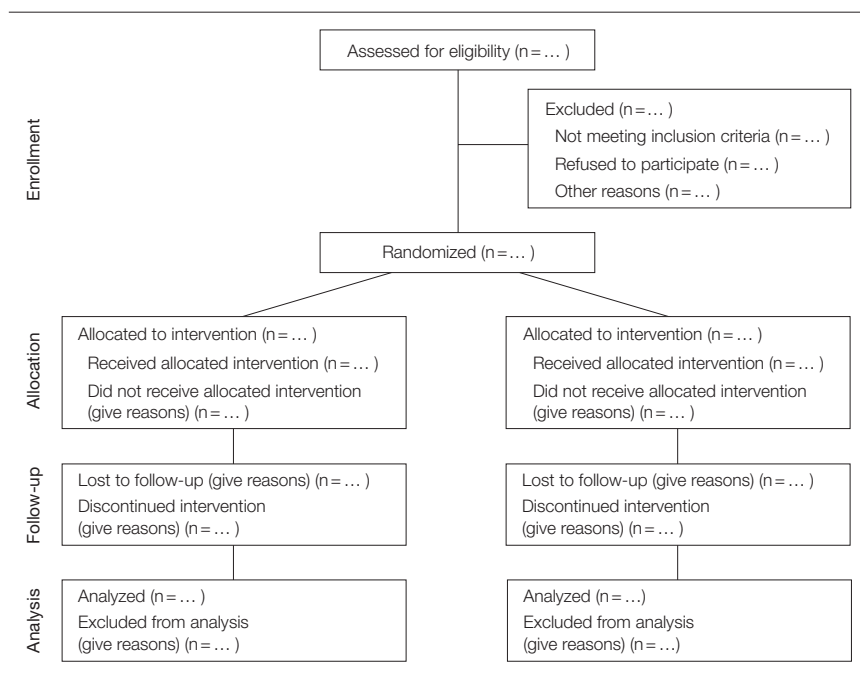 Assessed for eligibility (n = … )
Enrollment
Excluded (n = … )
Not meeting inclusion criteria (n = … )
Refused to participate (n = … )
Other reasons (n = … )
Randomized (n = … )
Allocation
Allocated to intervention (n = … )
Received allocated intervention (n = … )
Did not receive allocated intervention
(give reasons) (n = … )
Allocated to intervention (n = … )
Received allocated intervention (n = … )
Did not receive allocated intervention
(give reasons) (n = … )
Follow-up
Lost to follow-up (give reasons) (n = … )
Discontinued intervention
(give reasons) (n = … )
Lost to follow-up (give reasons) (n = … )
Discontinued intervention
(give reasons) (n = … )
Analysis
Analyzed (n = … )
Excluded from analysis
(give reasons) (n = … )
Analyzed (n = …)
Excluded from analysis
(give reasons) (n = …)